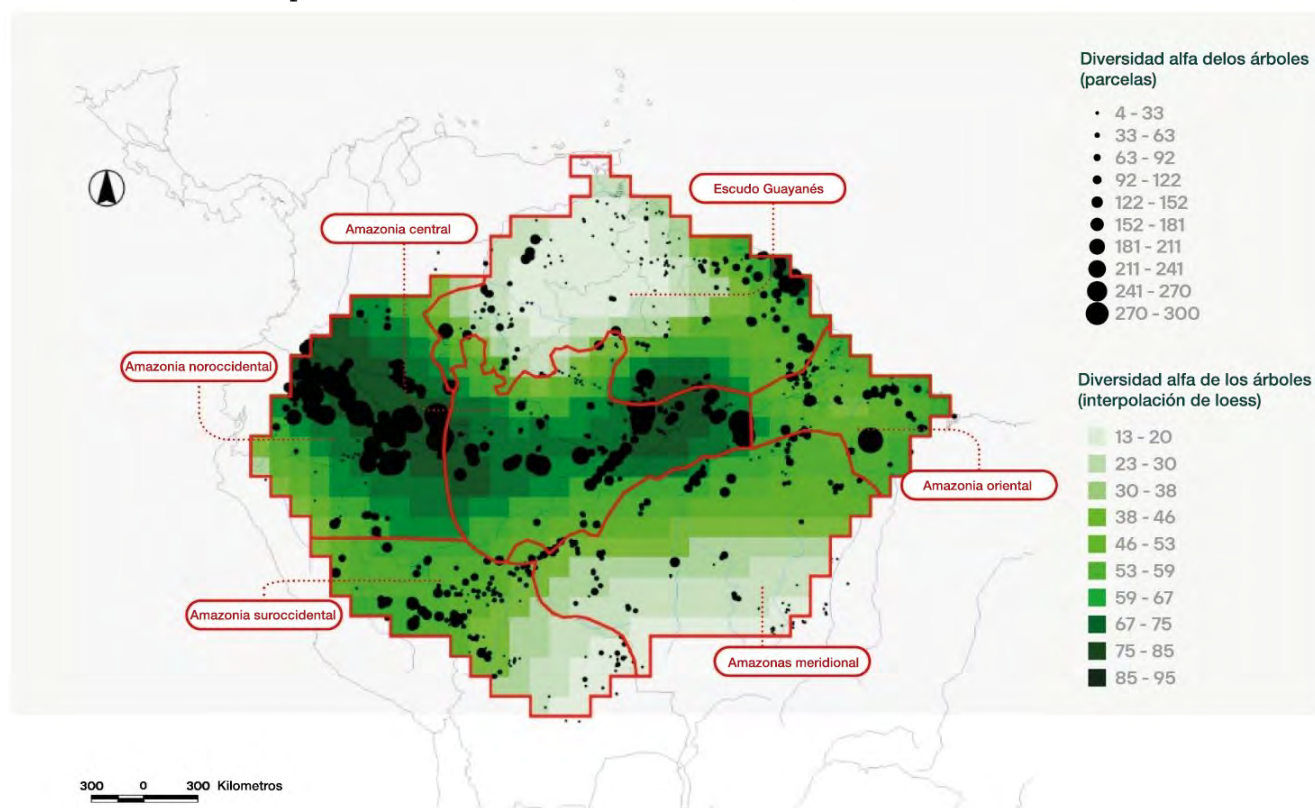 Diversidad alfa delos árboles
(parcelas)
4 - 33
33 - 63
63 - 92
92 - 122
122 - 152
152 - 181
181 - 211
211 - 241
241 - 270
270 - 300
Escudo Guayanés
Amazonia central
Amazonia noroccidental
Diversidad alfa de los árboles
(interpolación de loess)
13 - 20
23 - 30
30 - 38
38 - 46
46 - 53
53 - 59
59 - 67
67 - 75
75 - 85
85 - 95
Amazonia oriental
Amazonia suroccidental
Amazonas meridional
300 0 300 Kilometros